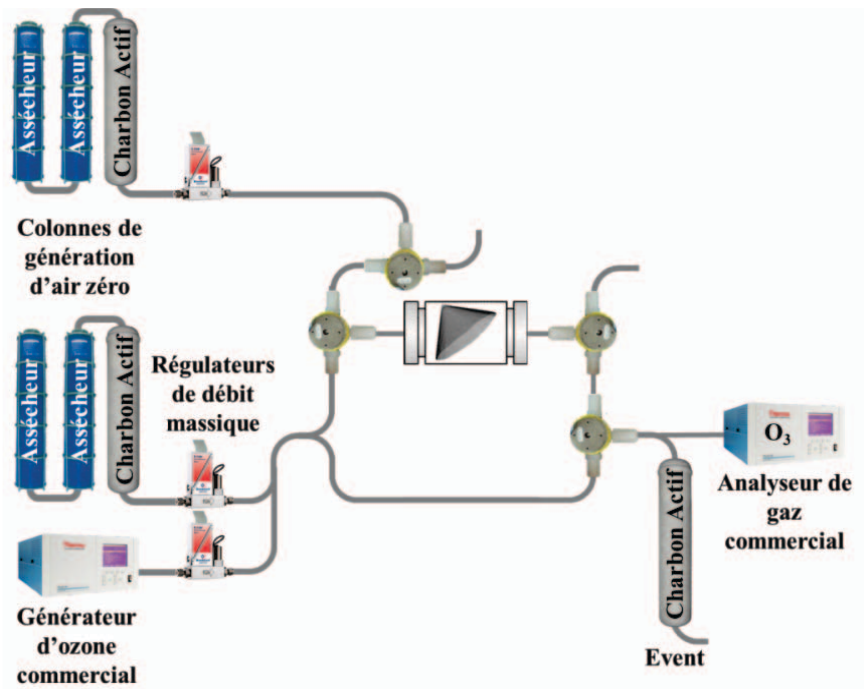 Assécheur
Assécheur
Charbon Actif
Colonnes de
génération
d'air zéro
Assécheur
Assécheur
Charbon Actif
Régulateurs
de débit
massique
Générateur
d'ozone
commercial
O3
Analyseur de
gaz
commercial
Charbon Actif
Event